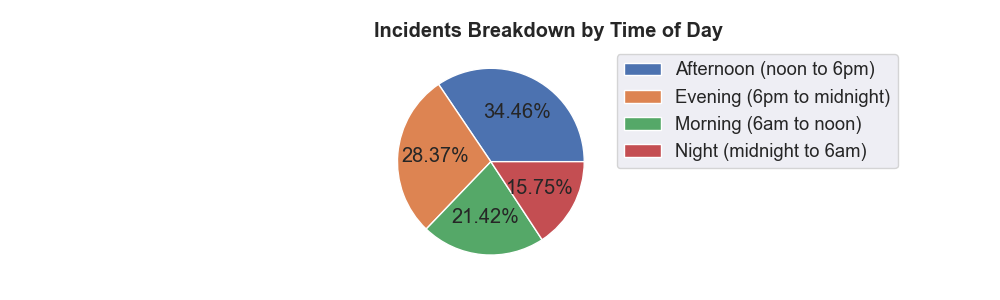 Incidents Breakdown by Time of Day
Afternoon (noon to 6pm)
Evening (6pm to midnight)
Morning (6am to noon)
Night (midnight to 6am)
34.46%
28.37%
15.75%
21.42%